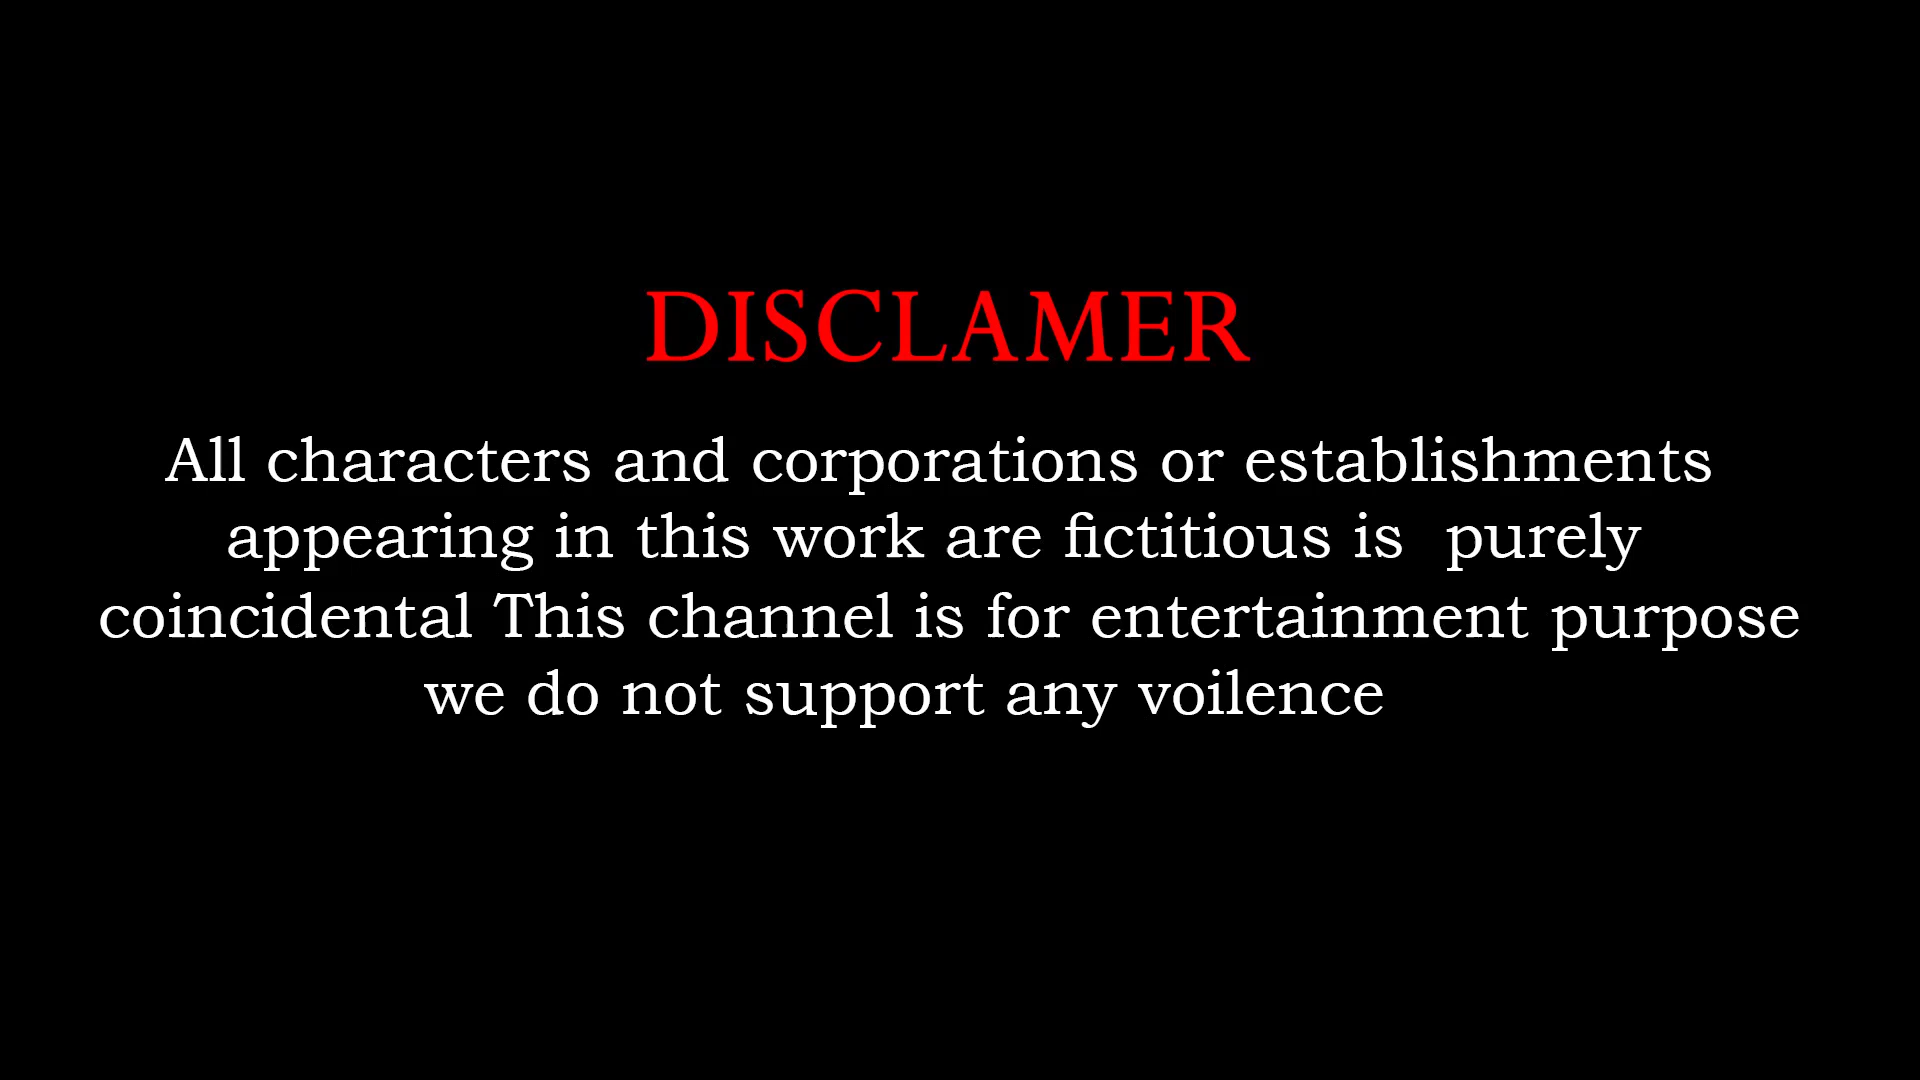 DISCLAMER
All characters and corporations or establishments
appearing in this work are fictitious is  purely
coincidental This channel is for entertainment purpose
we do not support any voilence